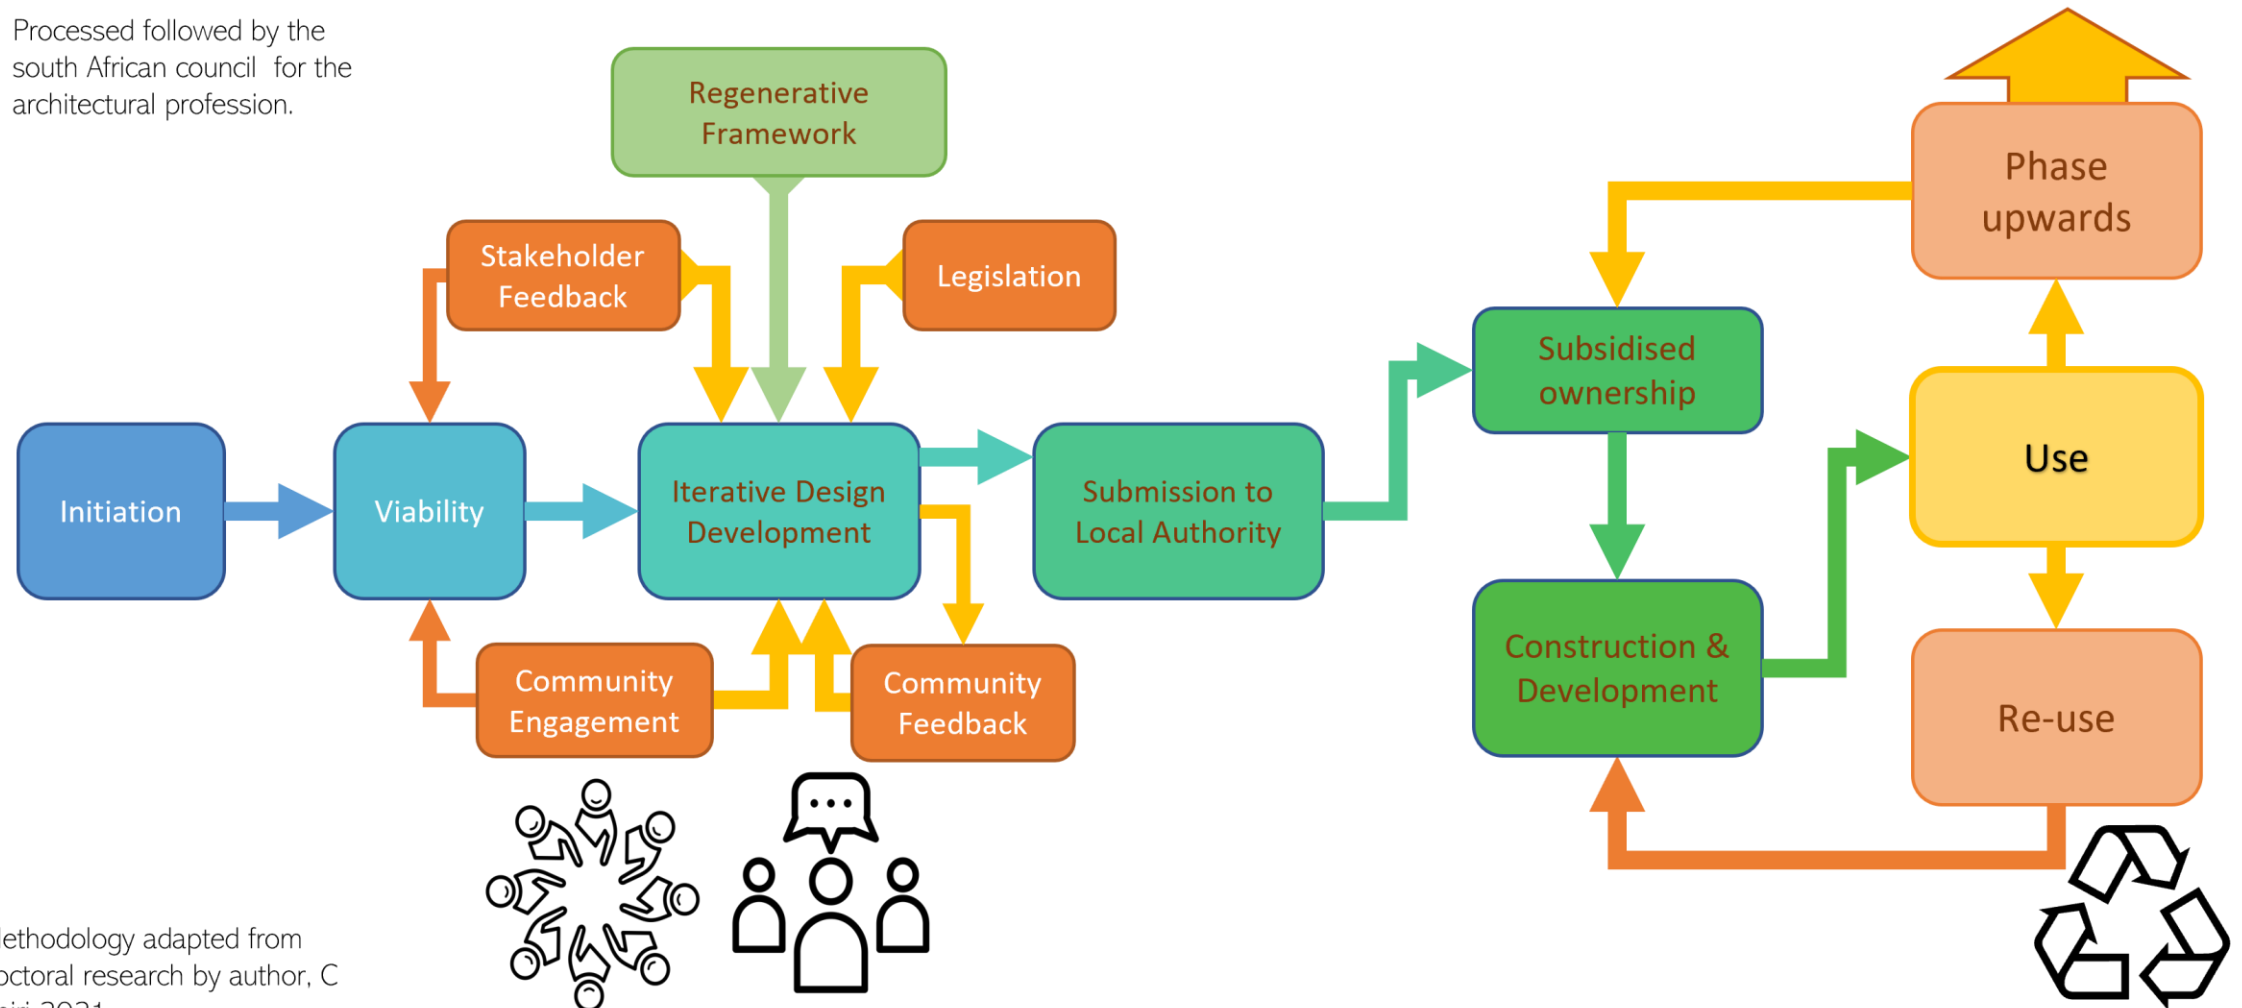 Processed followed by the
south African council for the
architectural profession.
Regenerative
Framework
Stakeholder
Feedback
Legislation
Initiation
Viability
Iterative Design
Development
Submission to
Local Authority
Community
Engagement
Community
Feedback
Subsidised
ownership
Construction &
Development
Phase
upwards
Use
Re-use
adapted from
research by author, C